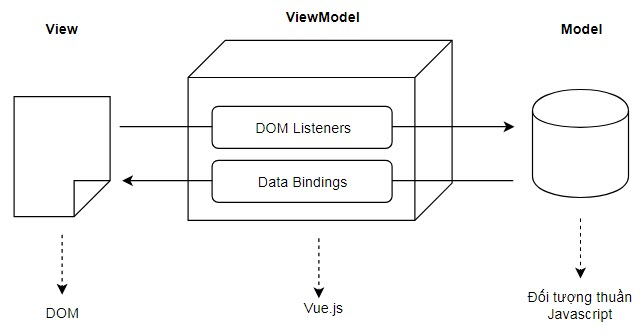 View
ViewModel
Model
DOM Listeners
Data Bindings
DOM
Vue.js
Đối tượng thuần
Javascript